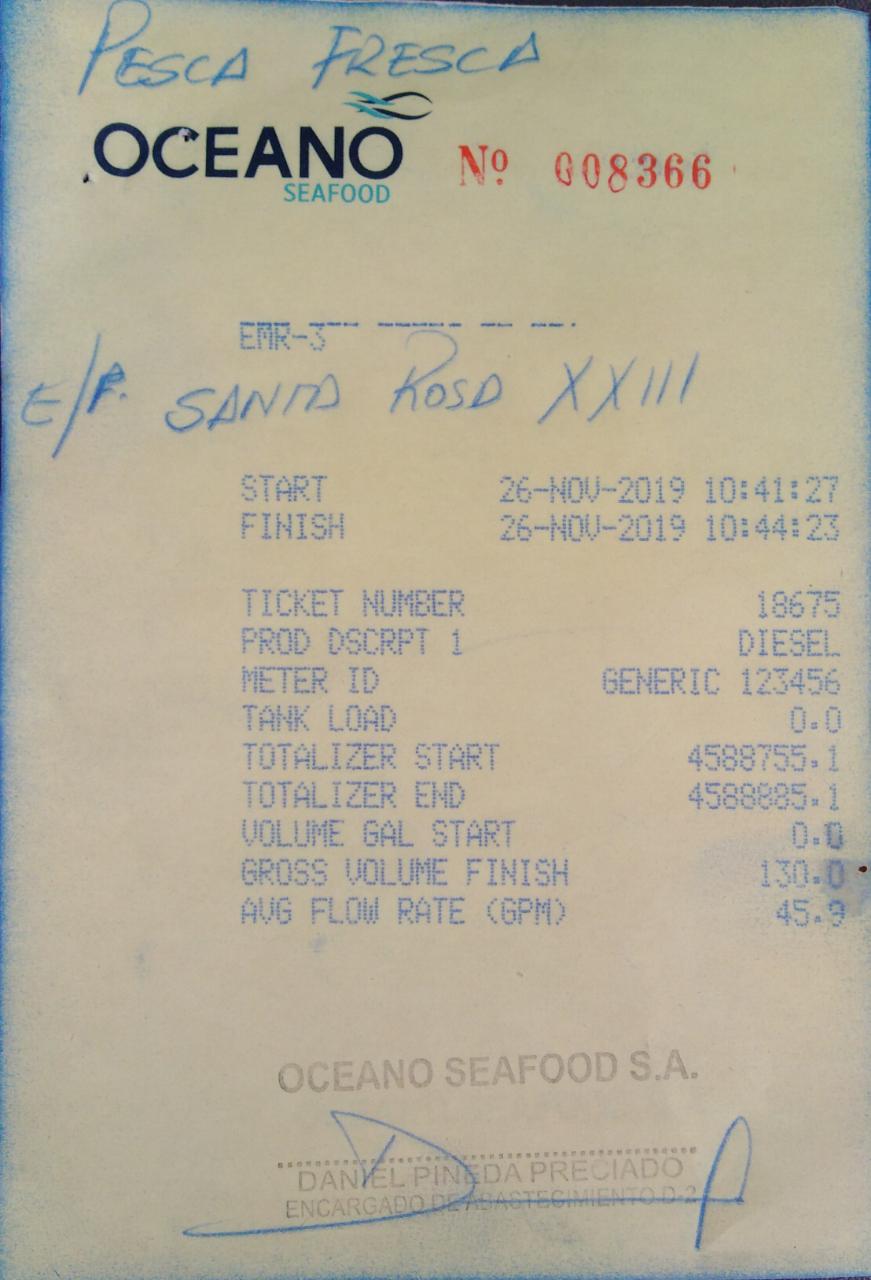 PESCA FRESCA
OCEANO
SEAFOOD
Nº 008366
EMR-3
E/P. SANTA ROSA XXIII
START 26-NOV-2019 10:41:27
FINISH 26-NOV-2019 10:44:23
TICKET NUMBER 18675
PROD DSCRPT 1 DIESEL
METER ID GENERIC 123456
TANK LOAD 0.0
TOTALIZER START 4588755.1
TOTALIZER END 4588885.1
VOLUME GAL START 0.0
GROSS VOLUME FINISH 130.0
AVG FLOW RATE (GPM) 45.9
OCEANO SEAFOOD S.A.
DANIEL PINEDA PRECIADO
ENCARGADO DE ABASTECIMIENTO D-2